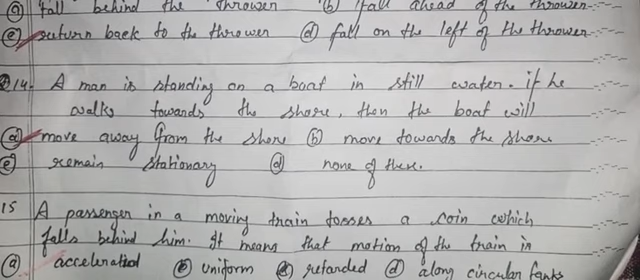 (a) fall behind the thrower (b) fall ahead of the thrower
(c) return back to the thrower (d) fall on the left of the thrower
14. A man is standing on a boat in still water. if he
walks towards the shore, then the boat will
(a) move away from the shore (b) move towards the shore
(c) remain stationary (d) none of these.
15 A passenger in a moving train tosses a coin which
falls behind him. It means that motion of the train is
(a) accelerated (b) uniform (c) retarded (d) along circular